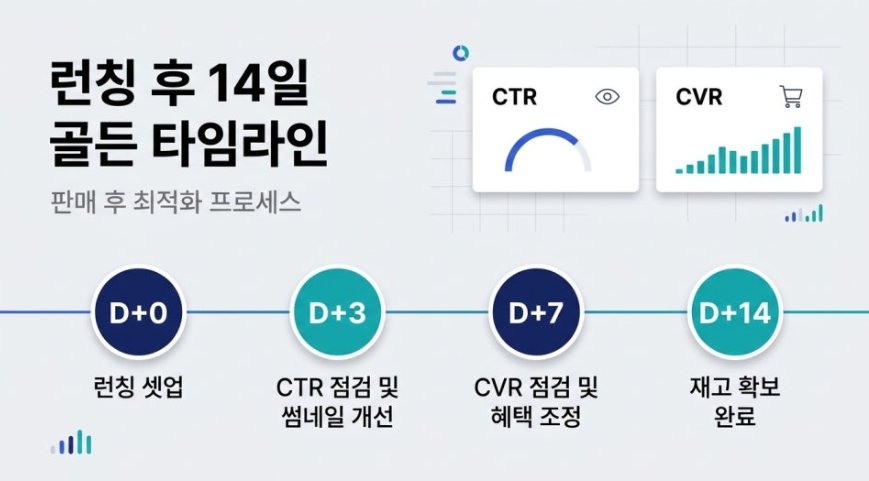 런칭 후 14일
골든 타임라인
판매 후 최적화 프로세스
CTR
CVR
D+0
D+3
D+7
D+14
런칭 셋업
CTR 점검 및
썸네일 개선
CVR 점검 및
혜택 조정
재고 확보
완료